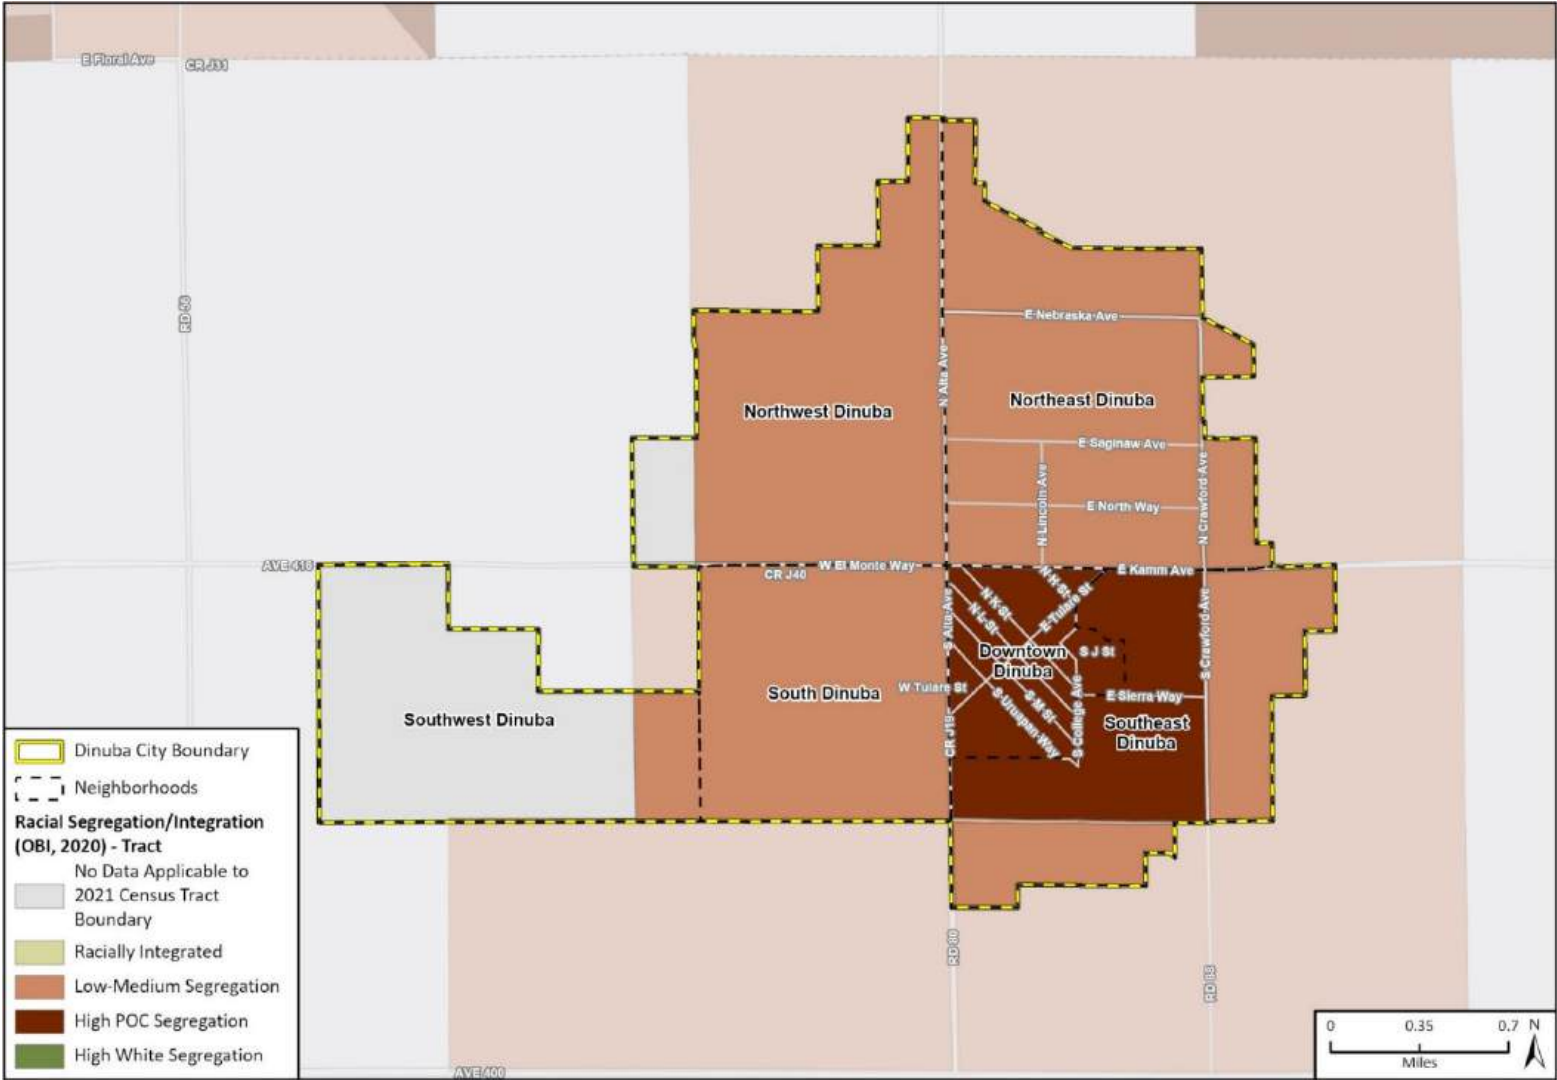 E Floral Ave
CR J31
RD 56
E Nebraska Ave
N Alta Ave
Northwest Dinuba
Northeast Dinuba
E Saginaw Ave
N Lincoln Ave
N Crawford Ave
E North Way
AVE 416
W El Monte Way
CR J40
E Kamm Ave
N H St
N K St
E Tulare St
N L St
S Alta Ave
S Crawford Ave
Downtown
Dinuba
S J St
W Tulare St
South Dinuba
E Sierra Way
S M St
S Uruapan Way
S College Ave
Southwest Dinuba
Southeast
Dinuba
CR J19
Dinuba City Boundary
Neighborhoods
Racial Segregation/Integration
(OBI, 2020) - Tract
No Data Applicable to
2021 Census Tract
Boundary
Racially Integrated
Low-Medium Segregation
High POC Segregation
High White Segregation
RD 80
RD 88
AVE 400
0 0.35 0.7
Miles
N